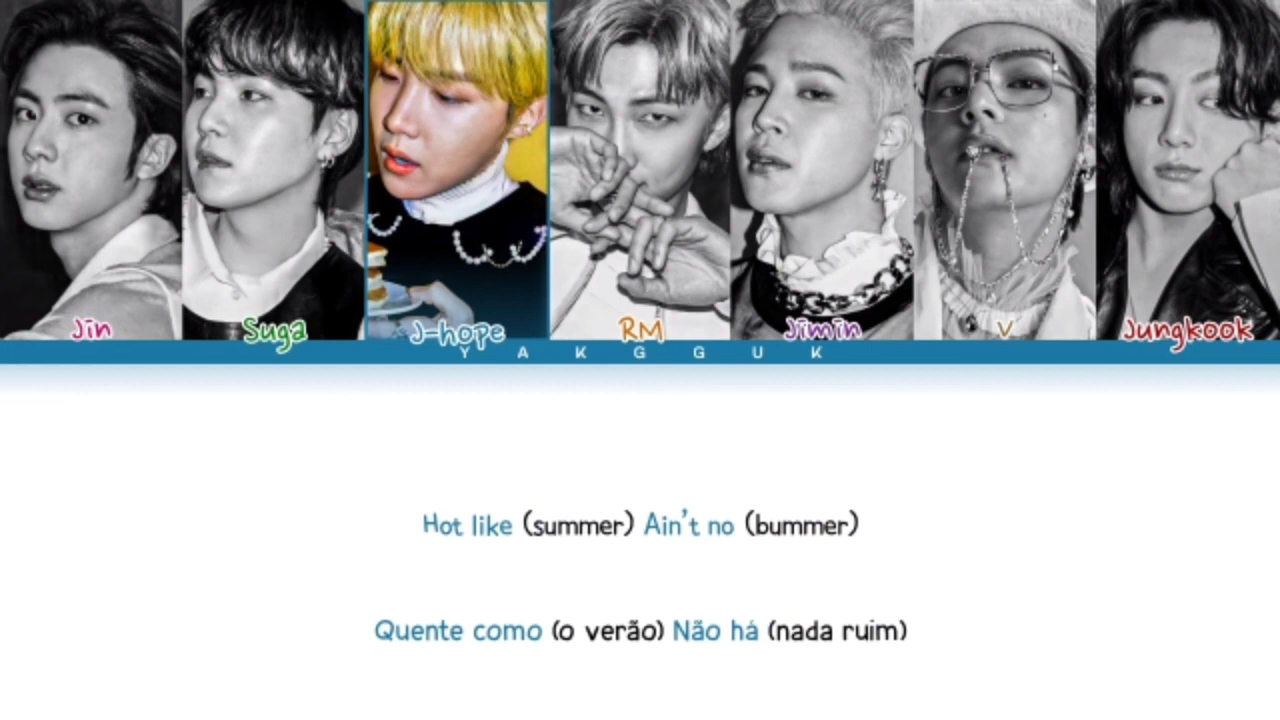 Jin Suga J-hope RM Jimin V Jungkook
YAKGGUK
Hot like (summer) Ain't no (bummer)
Quente como (o verão) Não há (nada ruim)